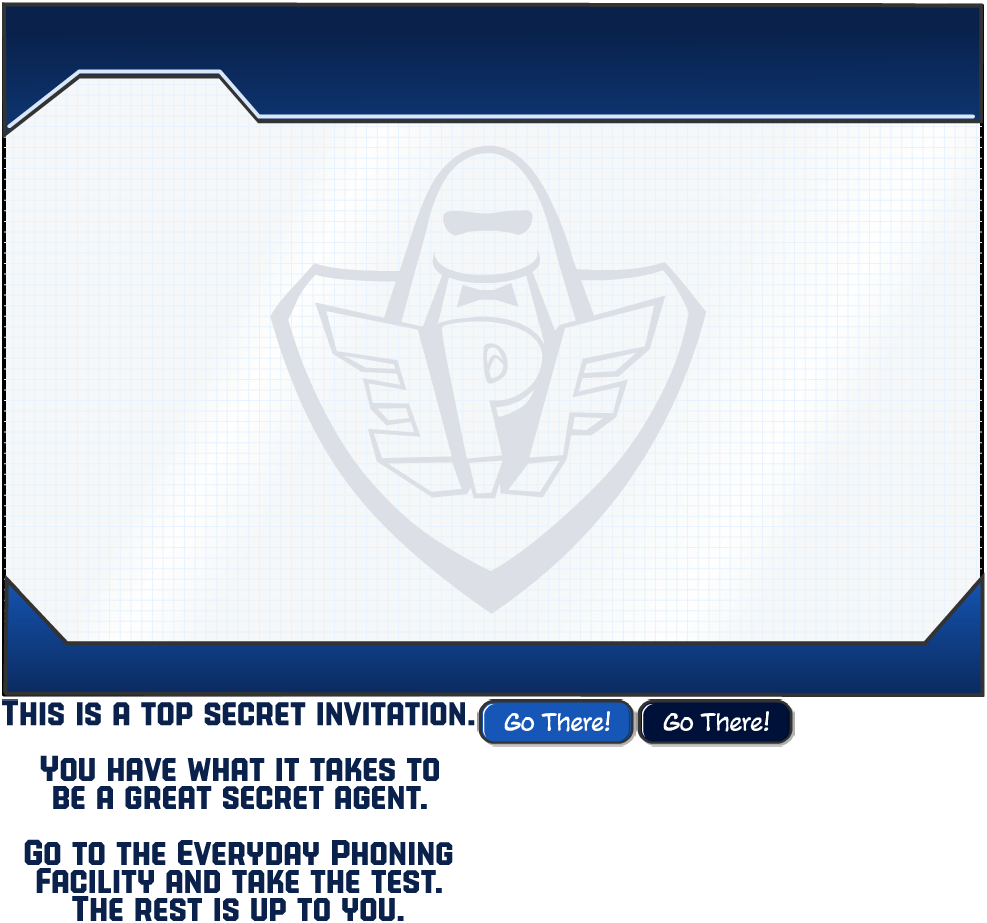 EPF
THIS IS A TOP SECRET INVITATION.
Go There!
Go There!
YOU HAVE WHAT IT TAKES TO
BE A GREAT SECRET AGENT.
GO TO THE EVERYDAY PHONING
FACILITY AND TAKE THE TEST.
THE REST IS UP TO YOU.